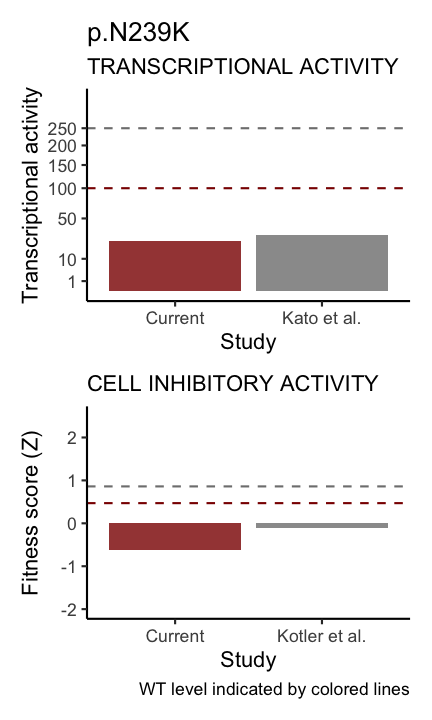 p.N239K
TRANSCRIPTIONAL ACTIVITY
Transcriptional activity
250
200
150
100
50
10
1
Current
Kato et al.
Study
CELL INHIBITORY ACTIVITY
Fitness score (Z)
2
1
0
-1
-2
Current
Kotler et al.
Study
WT level indicated by colored lines